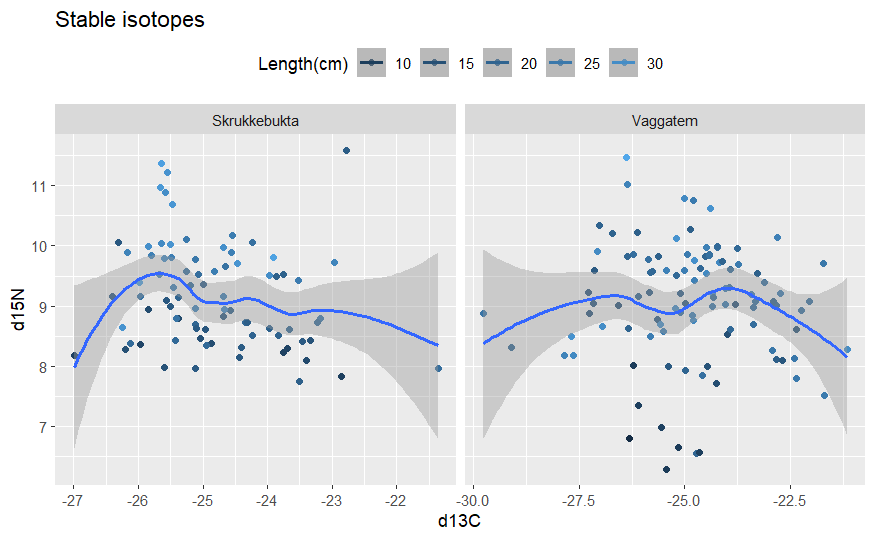 Stable isotopes
Length(cm) 10 15 20 25 30
Skrukkebukta Vaggatem
11
10
9
8
7
d15N
-27 -26 -25 -24 -23 -22 -30.0 -27.5 -25.0 -22.5
d13C